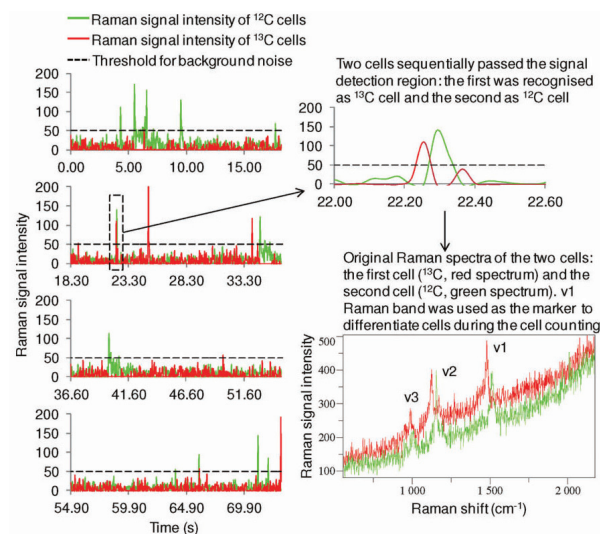 Raman signal intensity of ¹²C cells
Raman signal intensity of ¹³C cells
Threshold for background noise
200
150
100
50
0
0.00 5.00 10.00 15.00
200
150
100
50
0
18.30 23.30 28.30 33.30
200
150
100
50
0
36.60 41.60 46.60 51.60
200
150
100
50
0
54.90 59.90 64.90 69.90
Time (s)
Raman signal intensity
Two cells sequentially passed the signal
detection region: the first was recognised
as ¹³C cell and the second as ¹²C cell
200
150
100
50
0
22.00 22.20 22.40 22.60
Original Raman spectra of the two cells:
the first cell (¹³C, red spectrum) and the
second cell (¹²C, green spectrum). v1
Raman band was used as the marker to
differentiate cells during the cell counting
Raman signal intensity
500
400
300
200
100
v3
v2
v1
1 000 1 500 2 000
Raman shift (cm⁻¹)